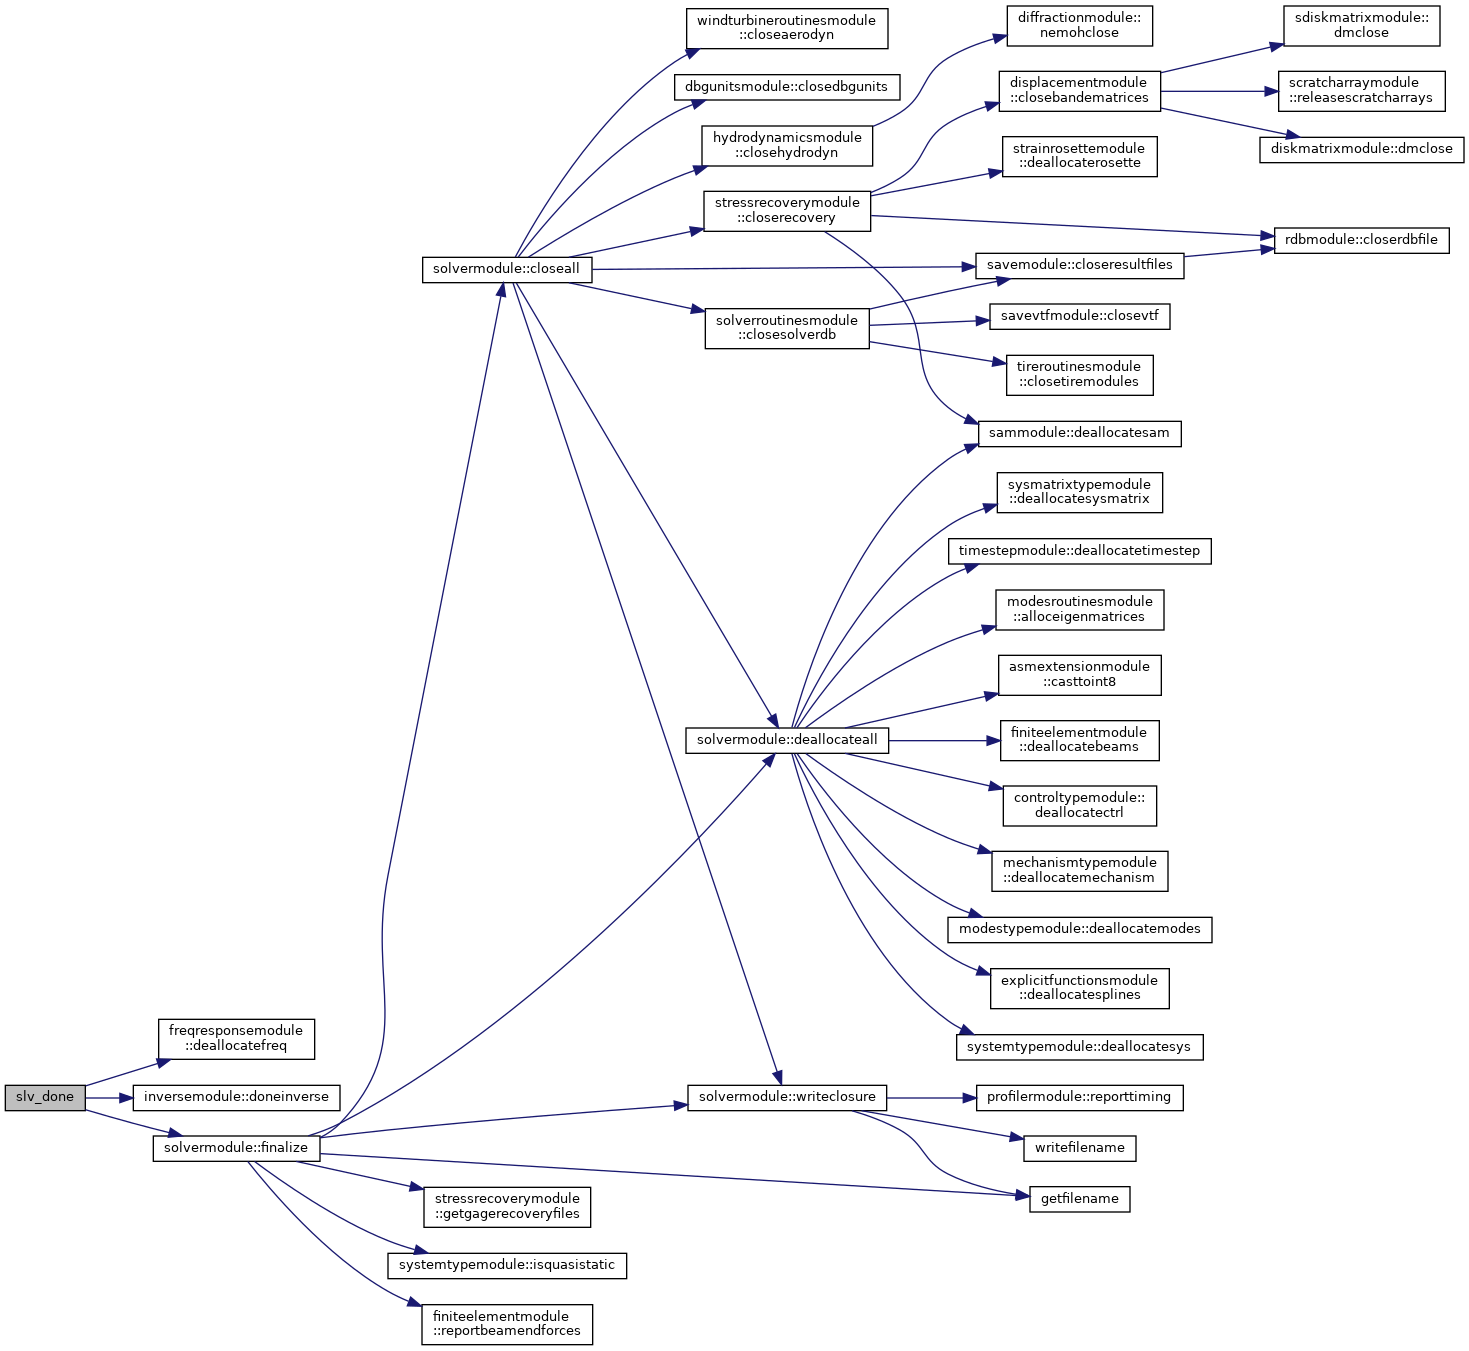 windturbineroutinesmodule
::closeaerodyn
diffractionmodule::
nemohclose
sdiskmatrixmodule::
dmclose
dbgunitsmodule::closedbgunits
displacementmodule
::closebandematrices
scratcharraymodule
::releasescratcharrays
hydrodynamicsmodule
::closehydrodyn
strainrosettemodule
::deallocaterosette
diskmatrixmodule::dmclose
stressrecoverymodule
::closerecovery
rdbmodule::closerdbfile
solvermodule::closeall
savemodule::closeresultfiles
solverroutinesmodule
::closesolverdb
savevtfmodule::closevtf
tireroutinesmodule
::closetiremodules
sammodule::deallocatesam
sysmatrixtypemodule
::deallocatesysmatrix
timestepmodule::deallocatetimestep
modesroutinesmodule
::alloceigenmatrices
asmextensionmodule
::casttoint8
solvermodule::deallocateall
finiteelementmodule
::deallocatebeams
controltypemodule::
deallocatectrl
mechanismtypemodule
::deallocatemechanism
modestypemodule::deallocatemodes
explicitfunctionsmodule
::deallocatesplines
freqresponsemodule
::deallocatefreq
systemtypemodule::deallocatesys
slv_done
inversemodule::doneinverse
solvermodule::writeclosure
profilermodule::reporttiming
solvermodule::finalize
writefilename
stressrecoverymodule
::getgagerecoveryfiles
getfilename
systemtypemodule::isquasistatic
finiteelementmodule
::reportbeamendforces